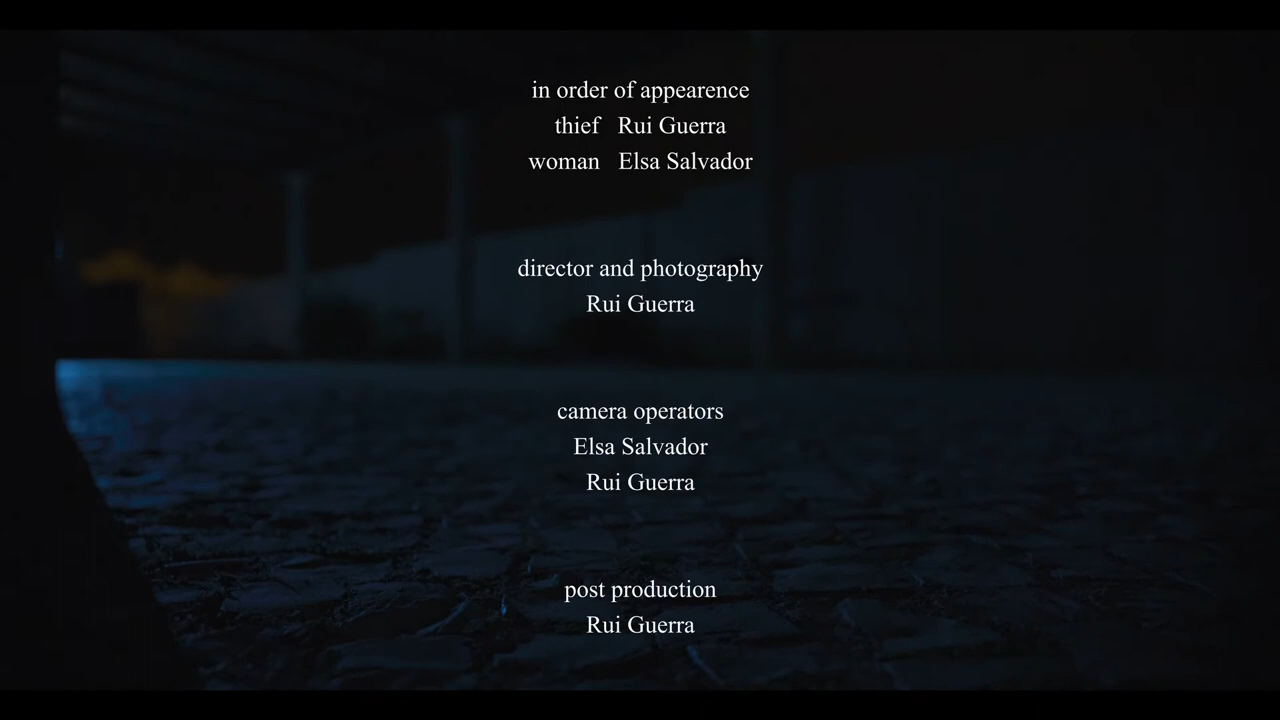 in order of appearence
thief Rui Guerra
woman Elsa Salvador
director and photography
Rui Guerra
camera operators
Elsa Salvador
Rui Guerra
post production
Rui Guerra